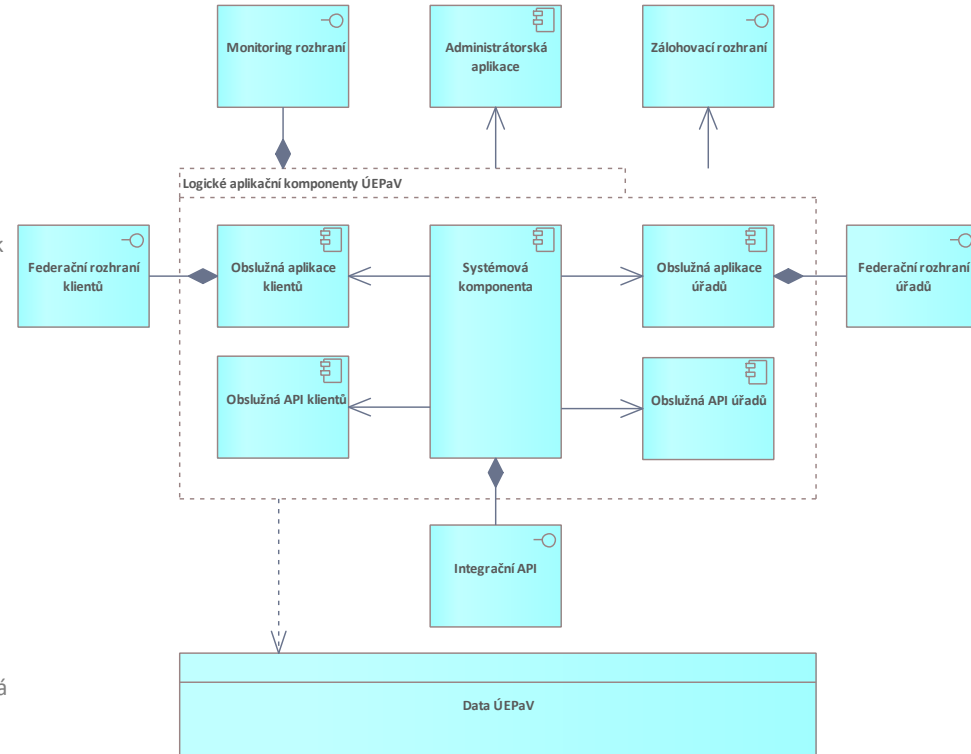 Monitoring rozhraní
Administrátorská
aplikace
Zálohovací rozhraní
Logické aplikační komponenty ÚEPaV
k
Federační rozhraní
klientů
Obslužná aplikace
klientů
Systémová
komponenta
Obslužná aplikace
úřadů
Federační rozhraní
úřadů
Obslužná API klientů
Obslužná API úřadů
Integrační API
á
Data ÚEPaV